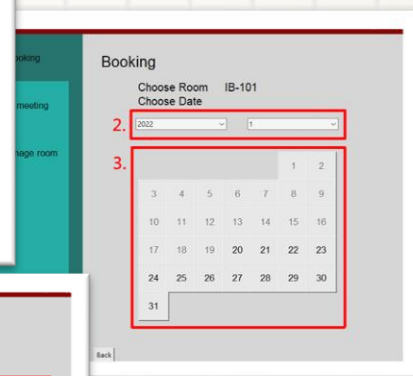 ooking
meeting
nage room
Booking
Choose Room IB-101
Choose Date
2.
2022 1
3.
1 2
3 4 5 6 7 8 9
10 11 12 13 14 15 16
17 18 19 20 21 22 23
24 25 26 27 28 29 30
31
Back